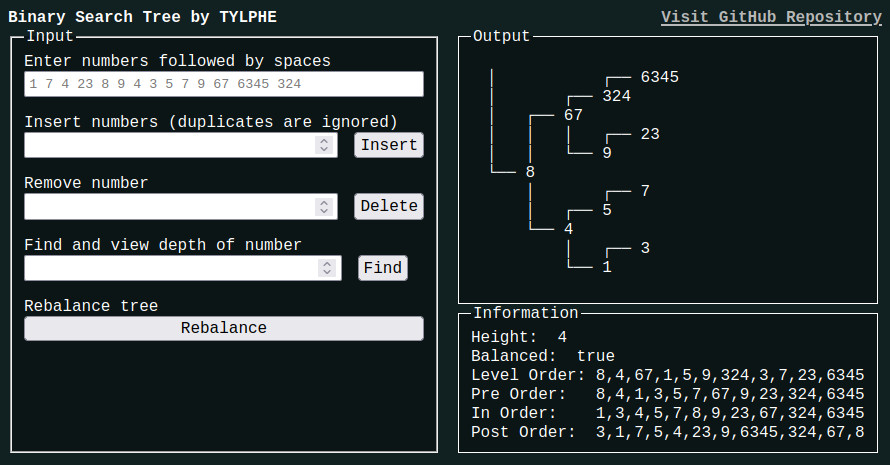 Binary Search Tree by TYLPHE
Visit GitHub Repository
Input
Enter numbers followed by spaces
1 7 4 23 8 9 4 3 5 7 9 67 6345 324
Insert numbers (duplicates are ignored)
Insert
Remove number
Delete
Find and view depth of number
Find
Rebalance tree
Rebalance
Output
│           ┌── 6345
│       ┌── 324
│   ┌── 67
│   │   │   ┌── 23
│   │   └── 9
└── 8
    │       ┌── 7
    │   ┌── 5
    └── 4
        │   ┌── 3
        └── 1
Information
Height:  4
Balanced:  true
Level Order: 8,4,67,1,5,9,324,3,7,23,6345
Pre Order:   8,4,1,3,5,7,67,9,23,324,6345
In Order:    1,3,4,5,7,8,9,23,67,324,6345
Post Order:  3,1,7,5,4,23,9,6345,324,67,8